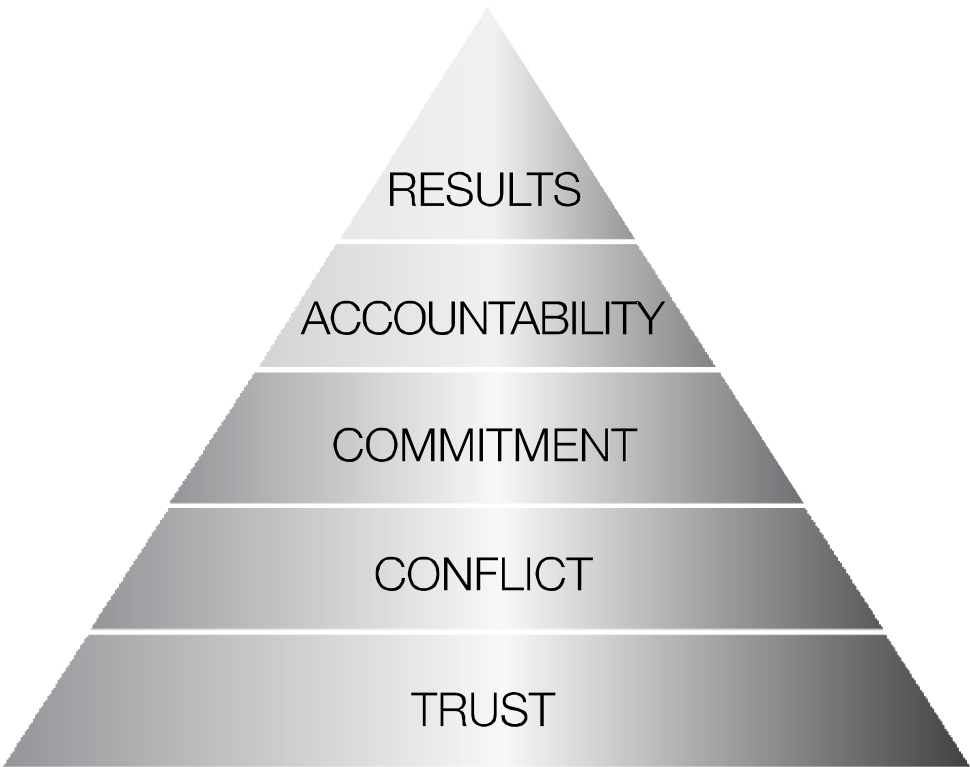 RESULTS
ACCOUNTABILITY
COMMITMENT
CONFLICT
TRUST